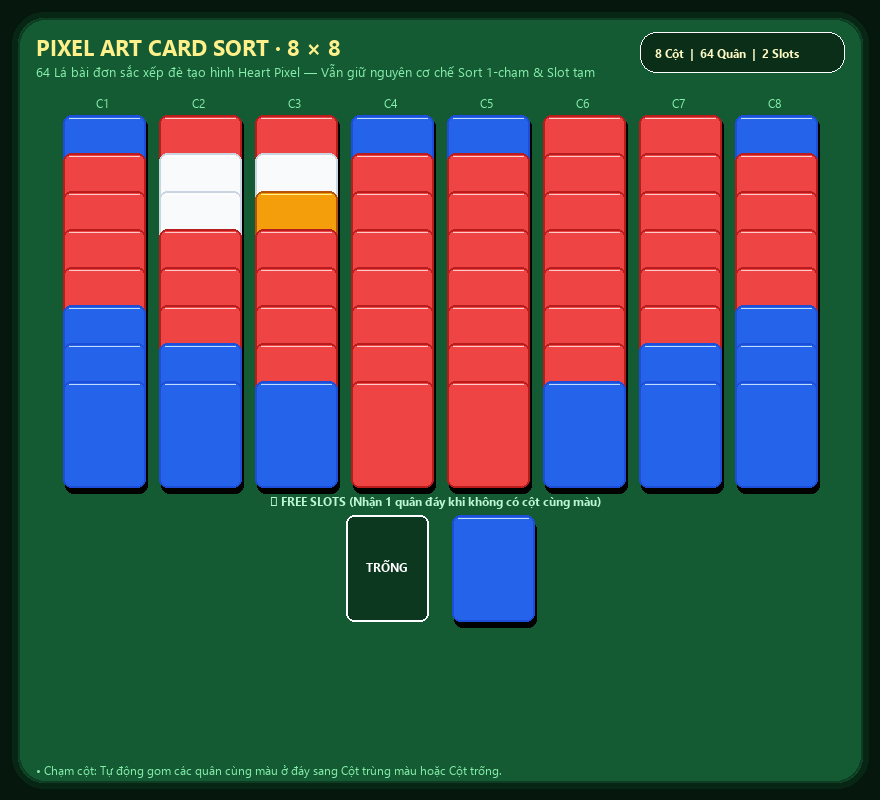 PIXEL ART CARD SORT · 8 × 8
64 Lá bài đơn sắc xếp đè tạo hình Heart Pixel — Vẫn giữ nguyên cơ chế Sort 1-chạm & Slot tạm
8 Cột | 64 Quân | 2 Slots
C1 C2 C3 C4 C5 C6 C7 C8
FREE SLOTS (Nhận 1 quân đáy khi không có cột cùng màu)
TRỐNG
• Chạm cột: Tự động gom các quân cùng màu ở đáy sang Cột trùng màu hoặc Cột trống.